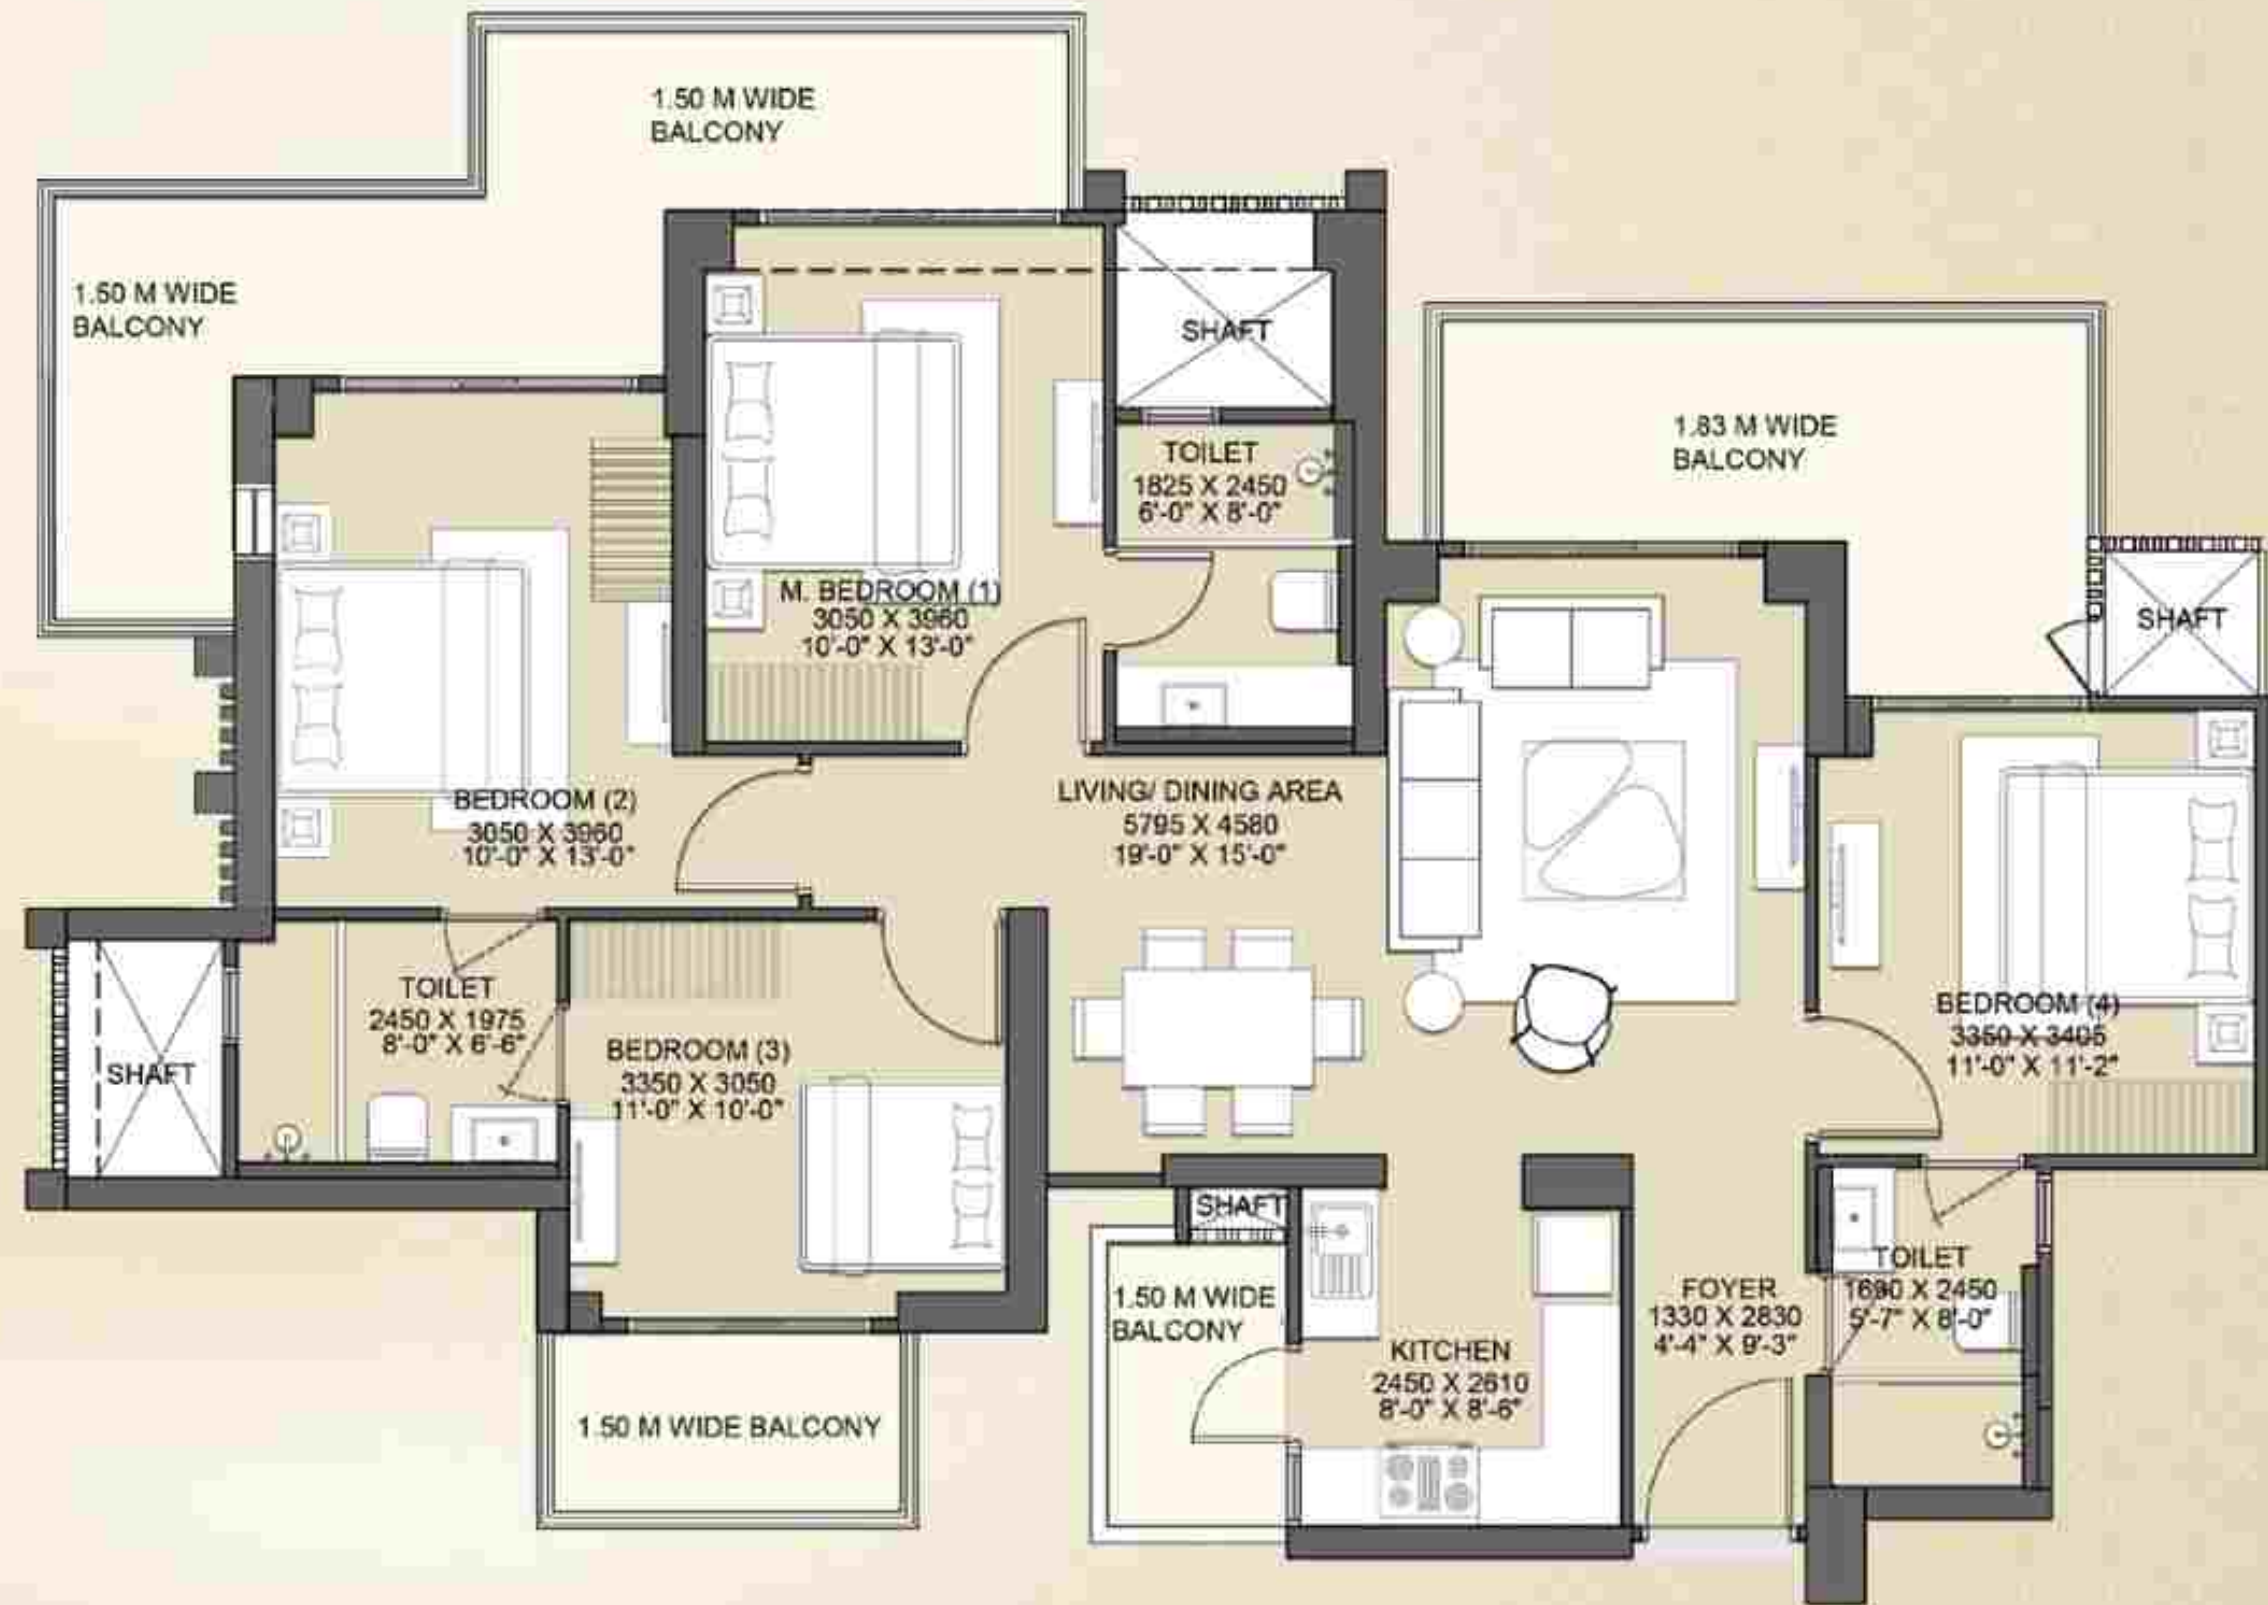 1.50 M WIDE
BALCONY
1.50 M WIDE
BALCONY
SHAFT
1.83 M WIDE
BALCONY
TOILET
1825 X 2450
6'-0" X 8'-0"
M. BEDROOM (1)
3050 X 3960
10'-0" X 13'-0"
SHAFT
BEDROOM (2)
3050 X 3960
10'-0" X 13'-0"
LIVING/ DINING AREA
5795 X 4580
19'-0" X 15'-0"
TOILET
2450 X 1975
8'-0" X 6'-6"
SHAFT
BEDROOM (3)
3350 X 3050
11'-0" X 10'-0"
BEDROOM (4)
3350 X 3405
11'-0" X 11'-2"
SHAFT
1.50 M WIDE
BALCONY
KITCHEN
2450 X 2610
8'-0" X 8'-6"
FOYER
1330 X 2830
4'-4" X 9'-3"
TOILET
1690 X 2450
5'-7" X 8'-0"
1.50 M WIDE BALCONY